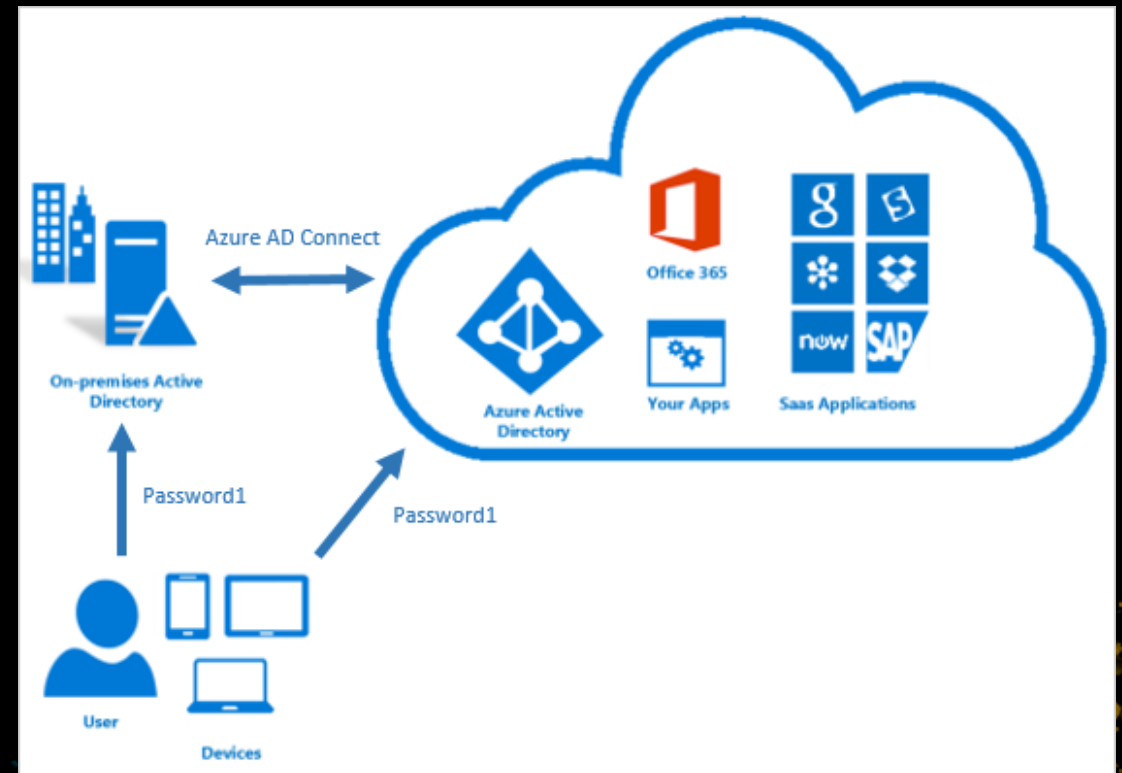 Azure AD Connect
Office 365
g
S
now
SAP
On-premises Active
Directory
Azure Active
Directory
Your Apps
Saas Applications
Password1
Password1
User
Devices